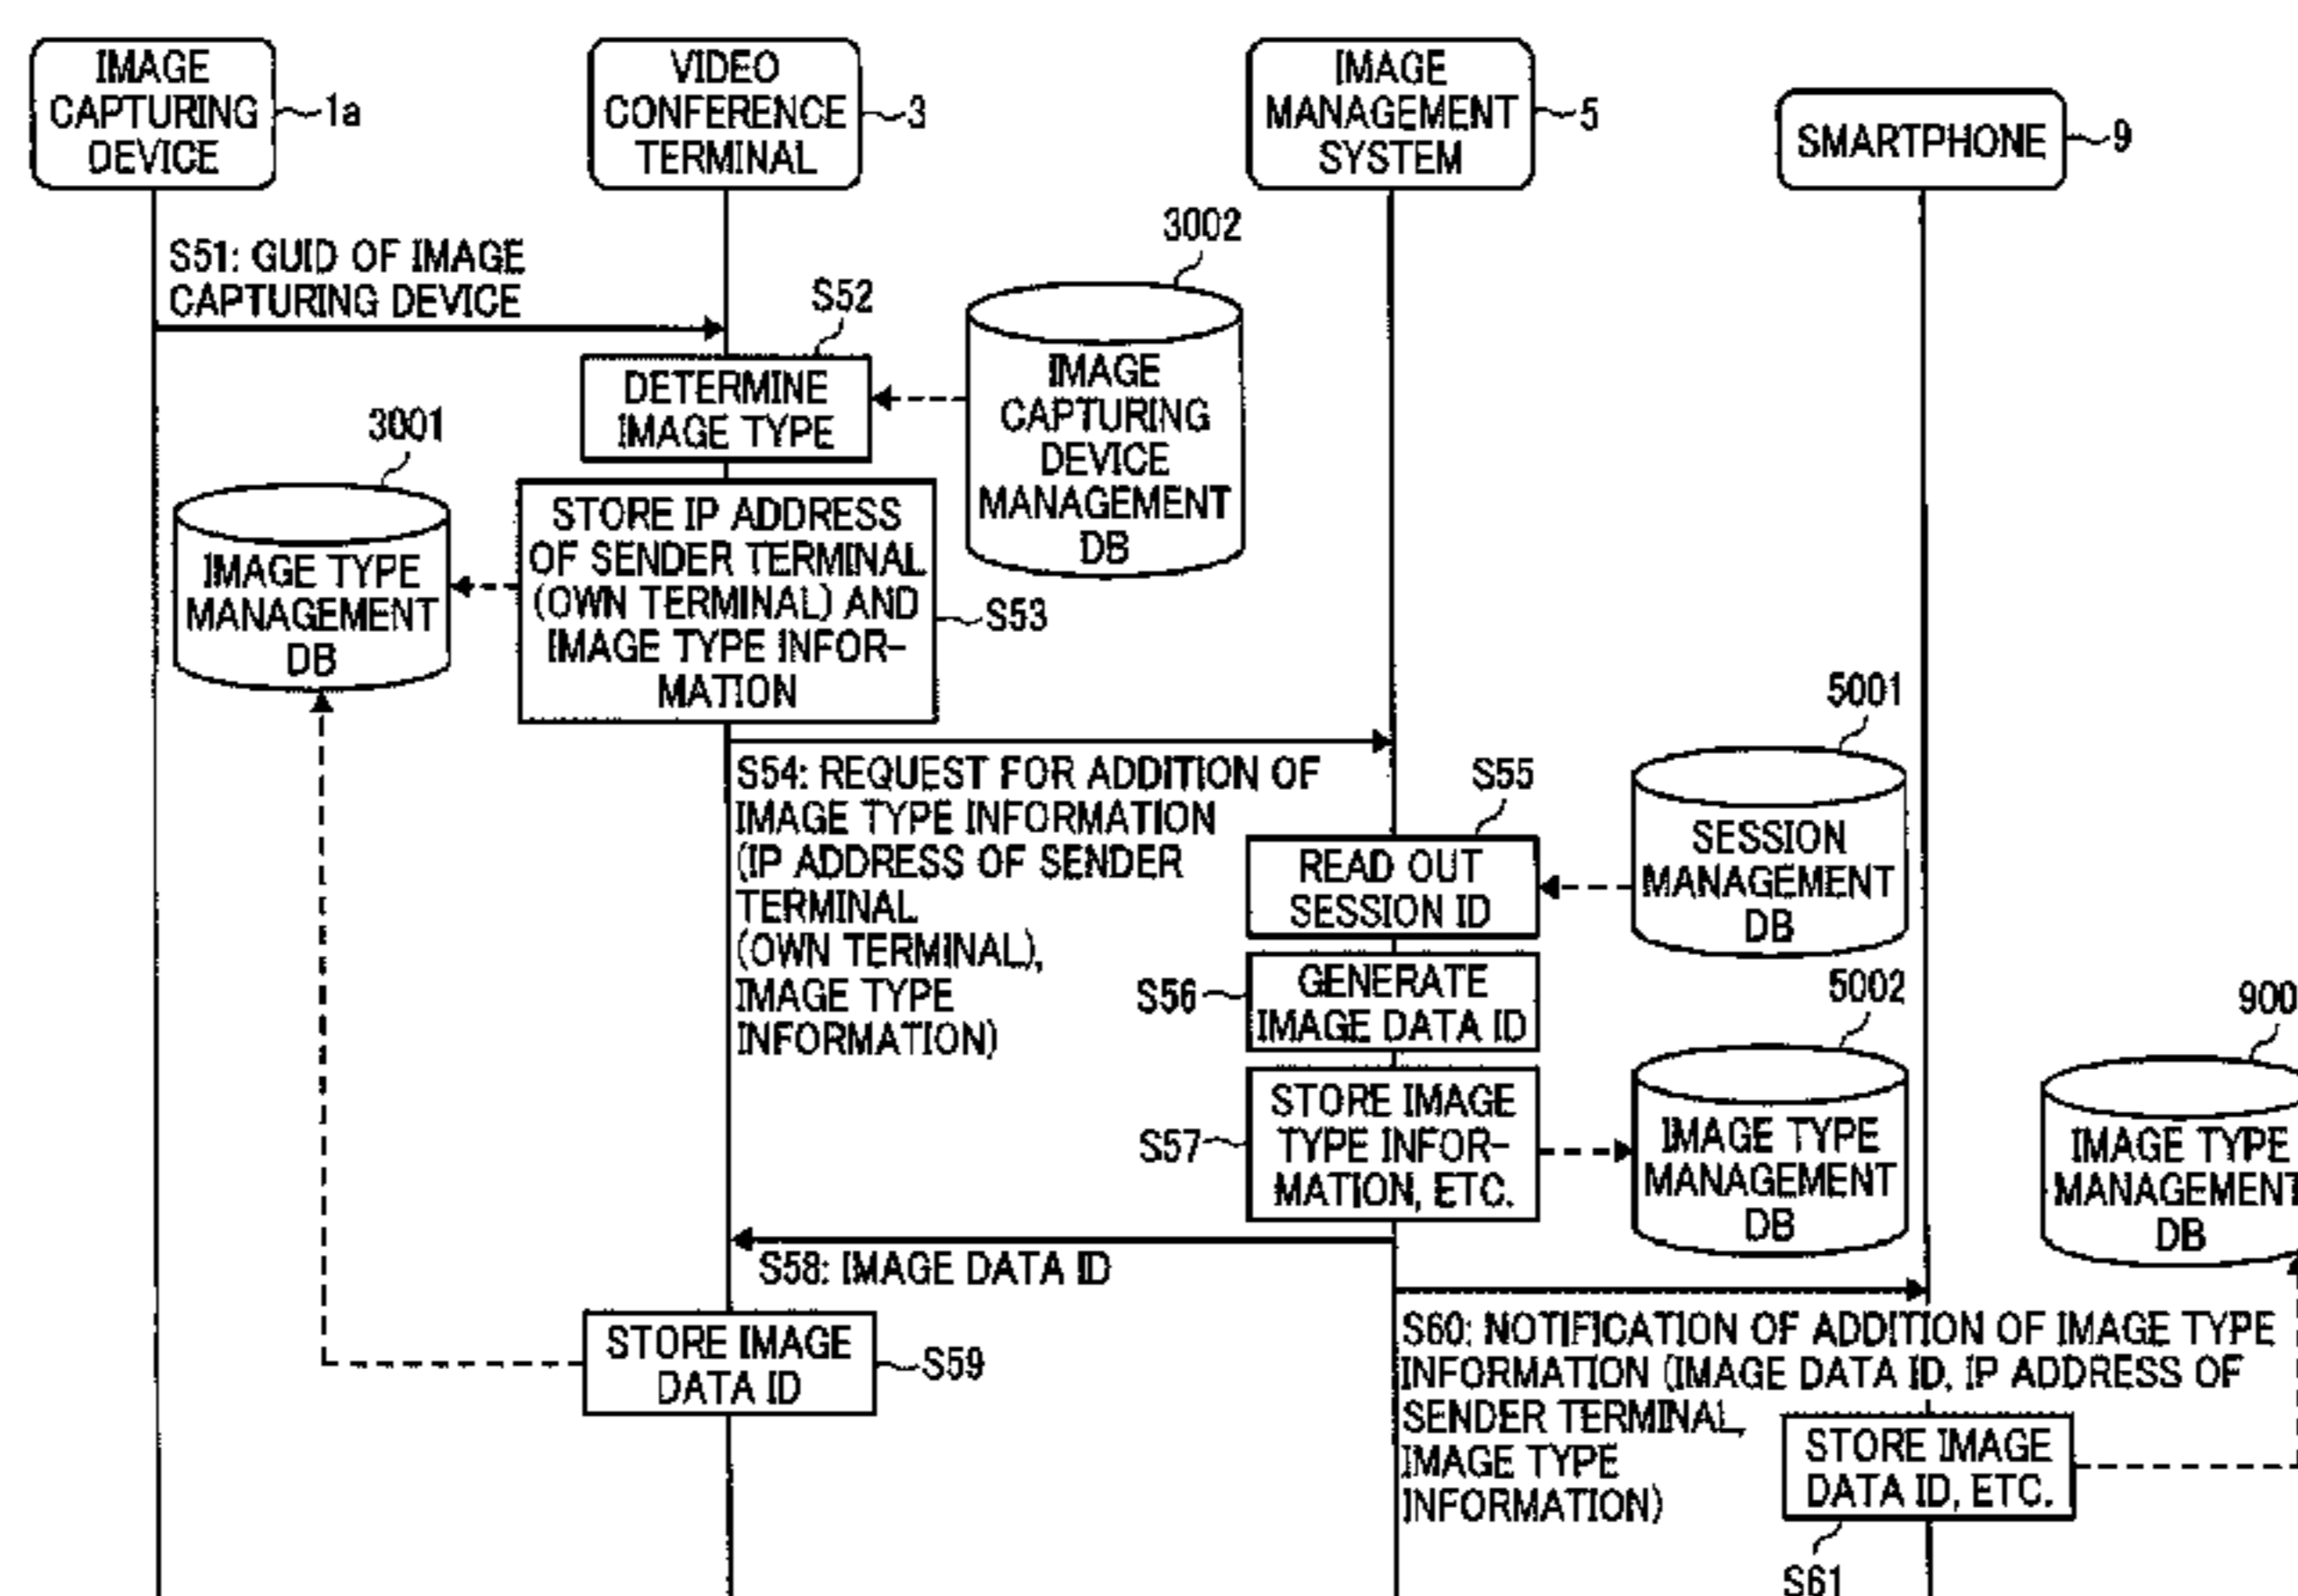 IMAGE
CAPTURING
DEVICE
1a
VIDEO
CONFERENCE
TERMINAL
3
IMAGE
MANAGEMENT
SYSTEM
5
SMARTPHONE
9
S51: GUID OF IMAGE
CAPTURING DEVICE
S52
DETERMINE
IMAGE TYPE
3002
IMAGE
CAPTURING
DEVICE
MANAGEMENT
DB
3001
IMAGE TYPE
MANAGEMENT
DB
STORE IP ADDRESS
OF SENDER TERMINAL
(OWN TERMINAL) AND
IMAGE TYPE INFOR-
MATION
S53
S54: REQUEST FOR ADDITION OF
IMAGE TYPE INFORMATION
(IP ADDRESS OF SENDER
TERMINAL
(OWN TERMINAL),
IMAGE TYPE
INFORMATION)
S55
READ OUT
SESSION ID
5001
SESSION
MANAGEMENT
DB
S56
GENERATE
IMAGE DATA ID
S57
STORE IMAGE
TYPE INFOR-
MATION, ETC.
5002
IMAGE TYPE
MANAGEMENT
DB
900
IMAGE TYPE
MANAGEMENT
DB
S58: IMAGE DATA ID
STORE IMAGE
DATA ID
S59
S60: NOTIFICATION OF ADDITION OF IMAGE TYPE
INFORMATION (IMAGE DATA ID, IP ADDRESS OF
SENDER TERMINAL,
IMAGE TYPE
INFORMATION)
STORE IMAGE
DATA ID, ETC.
S61